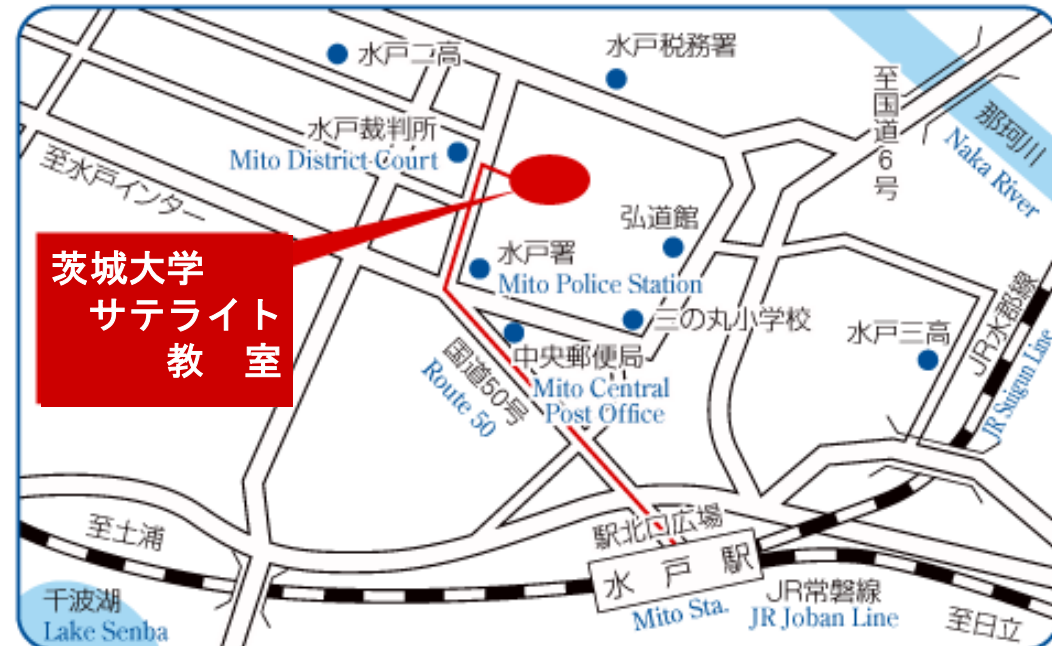 水戸二高
水戸税務署
至国道6号
那珂川
Naka River
水戸裁判所
Mito District Court
至水戸インター
弘道館
水戸署
Mito Police Station
茨城大学
サテライト
教　室
三の丸小学校
水戸三高
JR水郡線
JR Suigun Line
中央郵便局
Mito Central
Post Office
国道50号
Route 50
駅北口広場
至土浦
水戸駅
Mito Sta.
JR常磐線
JR Joban Line
至日立
千波湖
Lake Senba